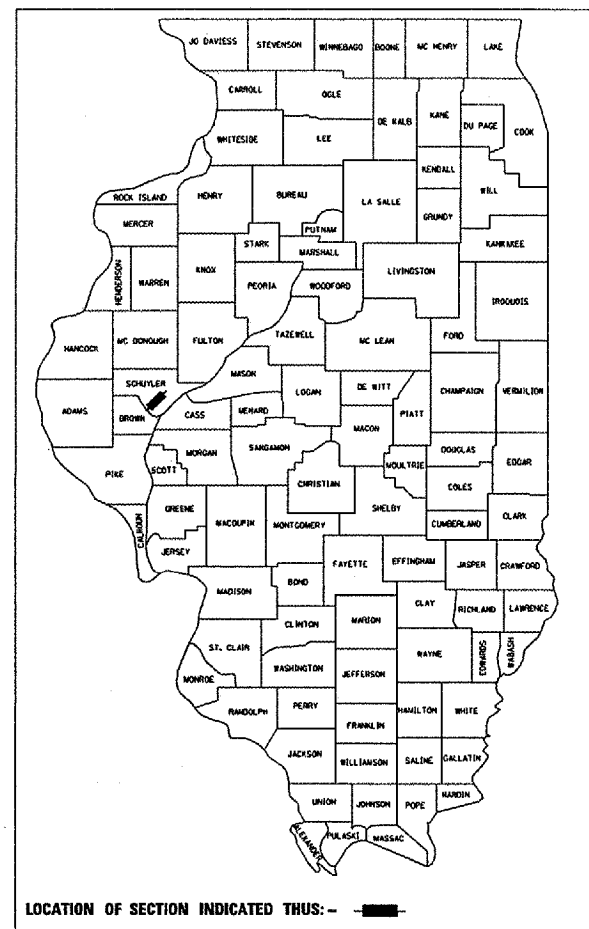 JO DAVIESS
STEVENSON
WINNEBAGO
BOONE
MC HENRY
LAKE
CARROLL
OGLE
DE KALB
KANE
DU PAGE
COOK
WHITESIDE
LEE
KENDALL
WILL
ROCK ISLAND
HENRY
BUREAU
LA SALLE
GRUNDY
MERCER
PUTNAM
KANKAKEE
HENDERSON
WARREN
KNOX
STARK
MARSHALL
LIVINGSTON
PEORIA
WOODFORD
IROQUOIS
HANCOCK
MC DONOUGH
FULTON
TAZEWELL
MC LEAN
FORD
SCHUYLER
MASON
LOGAN
DE WITT
CHAMPAIGN
VERMILION
ADAMS
BROWN
CASS
MENARD
MACON
PIATT
PIKE
SCOTT
MORGAN
SANGAMON
CHRISTIAN
MOULTRIE
DOUGLAS
EDGAR
COLES
CALHOUN
GREENE
MACOUPIN
MONTGOMERY
SHELBY
CUMBERLAND
CLARK
JERSEY
FAYETTE
EFFINGHAM
JASPER
CRAWFORD
MADISON
BOND
CLAY
RICHLAND
LAWRENCE
CLINTON
MARION
ST. CLAIR
WAYNE
EDWARDS
WABASH
WASHINGTON
JEFFERSON
MONROE
RANDOLPH
PERRY
HAMILTON
WHITE
FRANKLIN
JACKSON
WILLIAMSON
SALINE
GALLATIN
UNION
JOHNSON
POPE
HARDIN
ALEXANDER
PULASKI
MASSAC
LOCATION OF SECTION INDICATED THUS: -